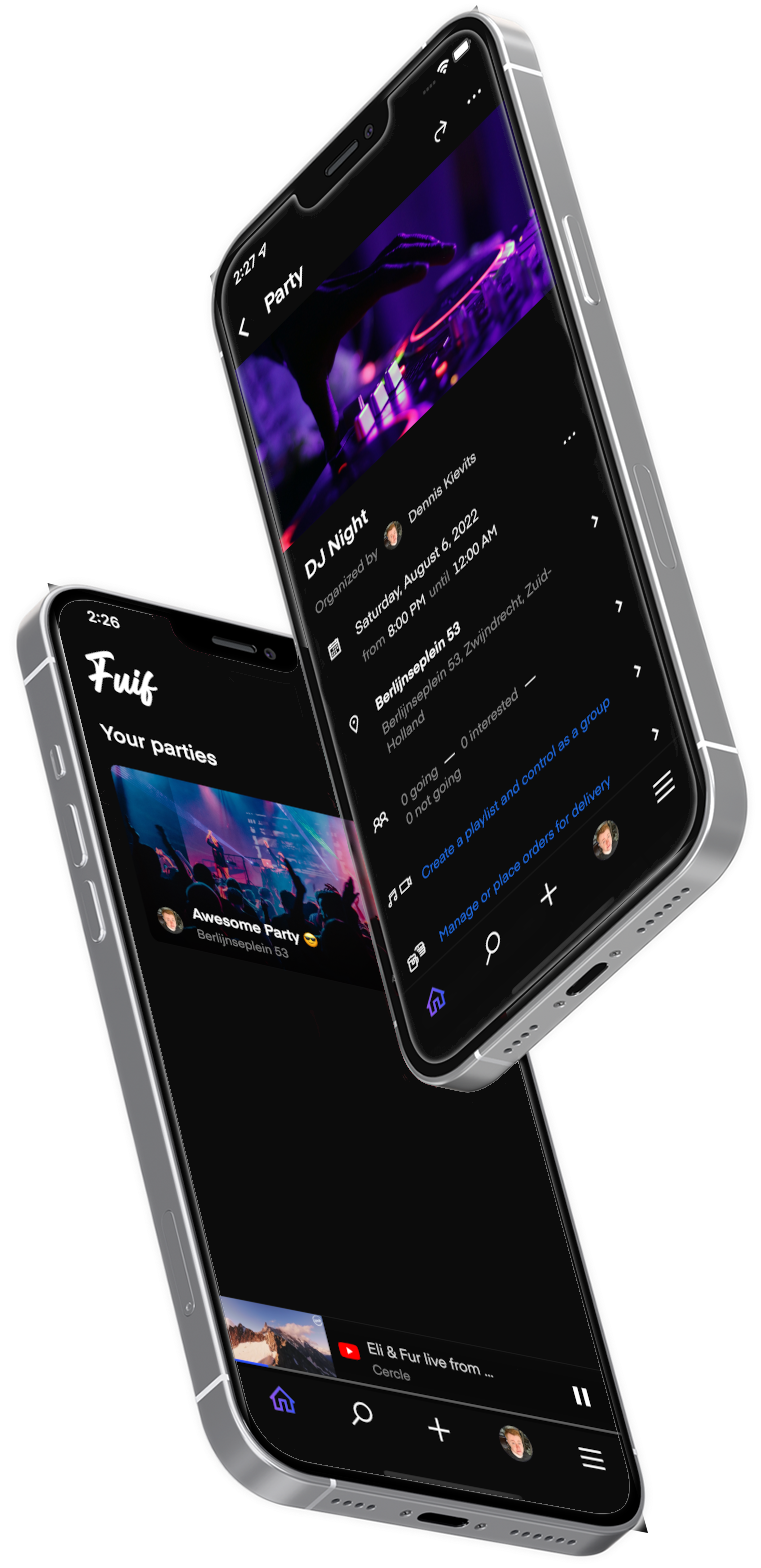 2:27
Party
DJ Night
Organized by Dennis Kievits
Saturday, August 6, 2022
from 8:00 PM until 12:00 AM
Berlijnseplein 53
Berlijnseplein 53, Zwijndrecht, Zuid-
Holland
0 going — 0 interested —
0 not going
Create a playlist and control as a group
Manage or place orders for delivery
2:26
Fuif
Your parties
Awesome Party 😎
Berlijnseplein 53
Eli & Fur live from ...
Cercle